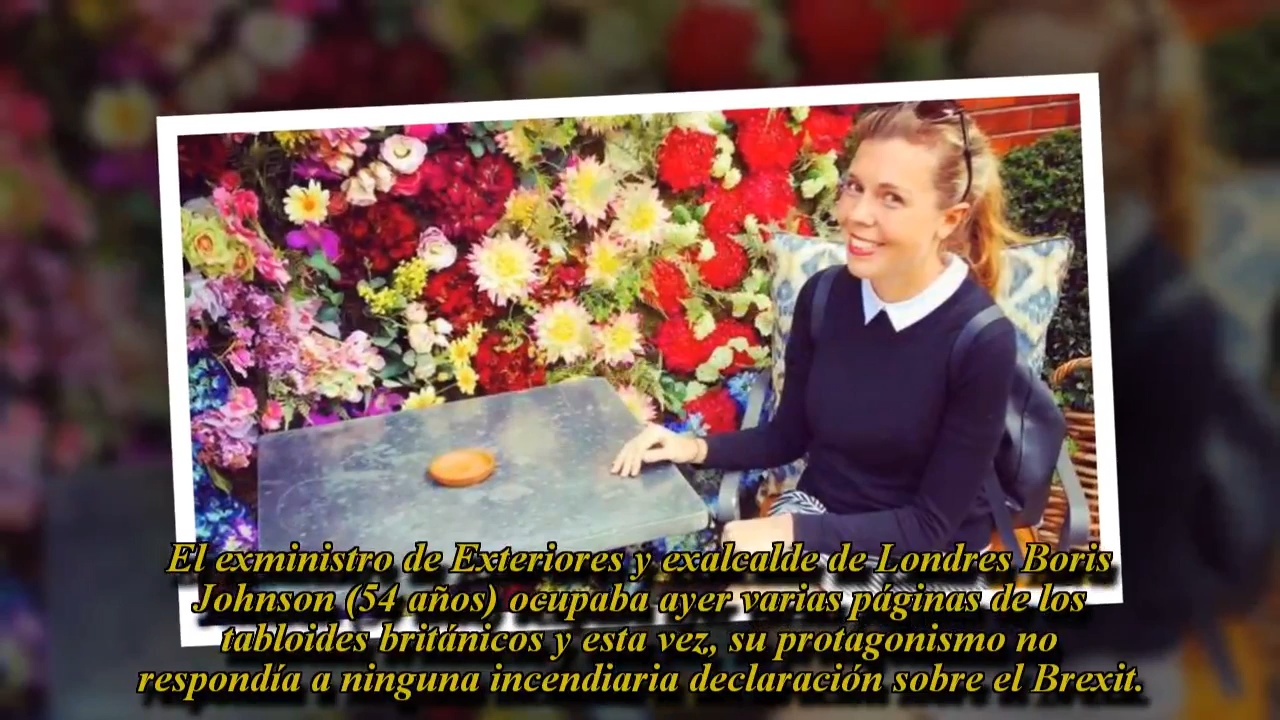 El exministro de Exteriores y exalcalde de Londres Boris
Johnson (54 años) ocupaba ayer varias páginas de los
tabloides británicos y esta vez, su protagonismo no
respondía a ninguna incendiaria declaración sobre el Brexit.